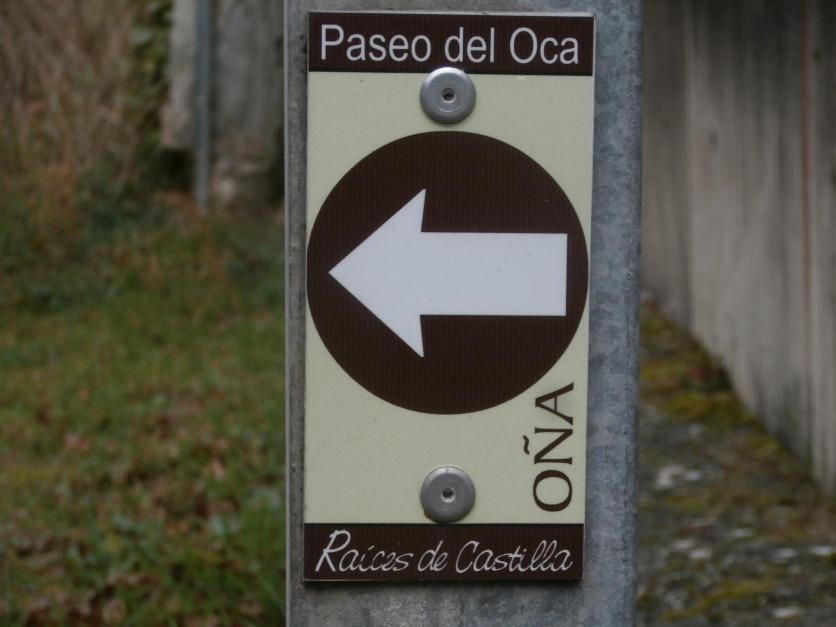 Paseo del Oca
OÑA
Raíces de Castilla